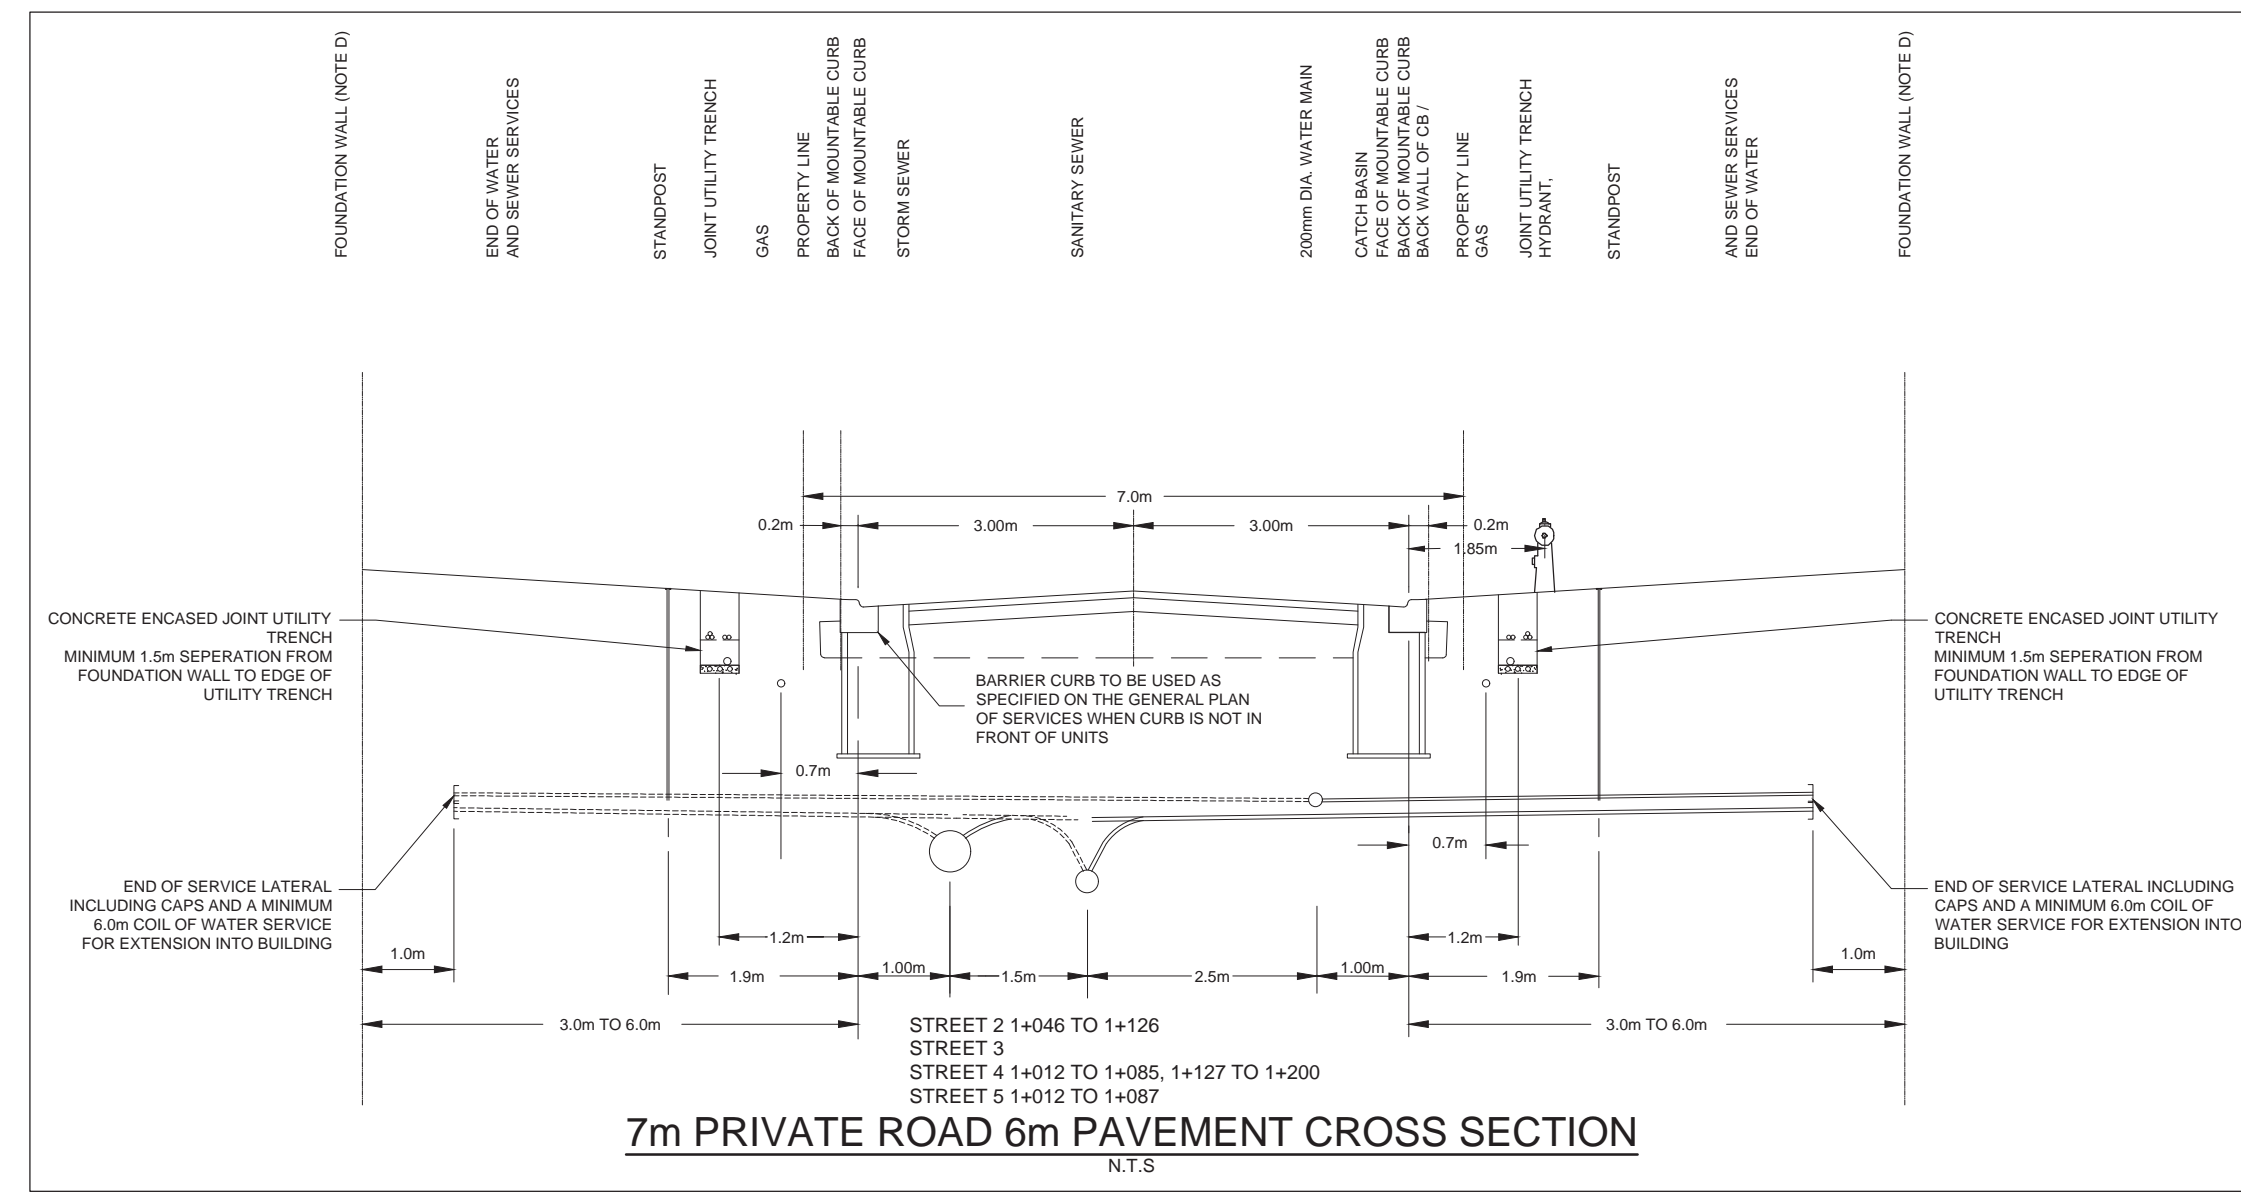 FOUNDATION WALL (NOTE D)
END OF WATER
AND SEWER SERVICES
STANDPOST
JOINT UTILITY TRENCH
GAS
PROPERTY LINE
BACK OF MOUNTABLE CURB
FACE OF MOUNTABLE CURB
STORM SEWER
SANITARY SEWER
200mm DIA. WATER MAIN
CATCH BASIN
FACE OF MOUNTABLE CURB
BACK OF MOUNTABLE CURB
BACK WALL OF CB /
PROPERTY LINE
GAS
JOINT UTILITY TRENCH
HYDRANT,
STANDPOST
AND SEWER SERVICES
END OF WATER
FOUNDATION WALL (NOTE D)
7.0m
0.2m
3.00m
3.00m
0.2m
1.85m
CONCRETE ENCASED JOINT UTILITY
TRENCH
MINIMUM 1.5m SEPERATION FROM
FOUNDATION WALL TO EDGE OF
UTILITY TRENCH
BARRIER CURB TO BE USED AS
SPECIFIED ON THE GENERAL PLAN
OF SERVICES WHEN CURB IS NOT IN
FRONT OF UNITS
CONCRETE ENCASED JOINT UTILITY
TRENCH
MINIMUM 1.5m SEPERATION FROM
FOUNDATION WALL TO EDGE OF
UTILITY TRENCH
0.7m
0.7m
END OF SERVICE LATERAL
INCLUDING CAPS AND A MINIMUM
6.0m COIL OF WATER SERVICE
FOR EXTENSION INTO BUILDING
END OF SERVICE LATERAL INCLUDING
CAPS AND A MINIMUM 6.0m COIL OF
WATER SERVICE FOR EXTENSION INTO
BUILDING
1.2m
1.2m
1.0m
1.9m
1.00m
1.5m
2.5m
1.00m
1.9m
1.0m
3.0m TO 6.0m
3.0m TO 6.0m
STREET 2 1+046 TO 1+126
STREET 3
STREET 4 1+012 TO 1+085, 1+127 TO 1+200
STREET 5 1+012 TO 1+087
7m PRIVATE ROAD 6m PAVEMENT CROSS SECTION
N.T.S